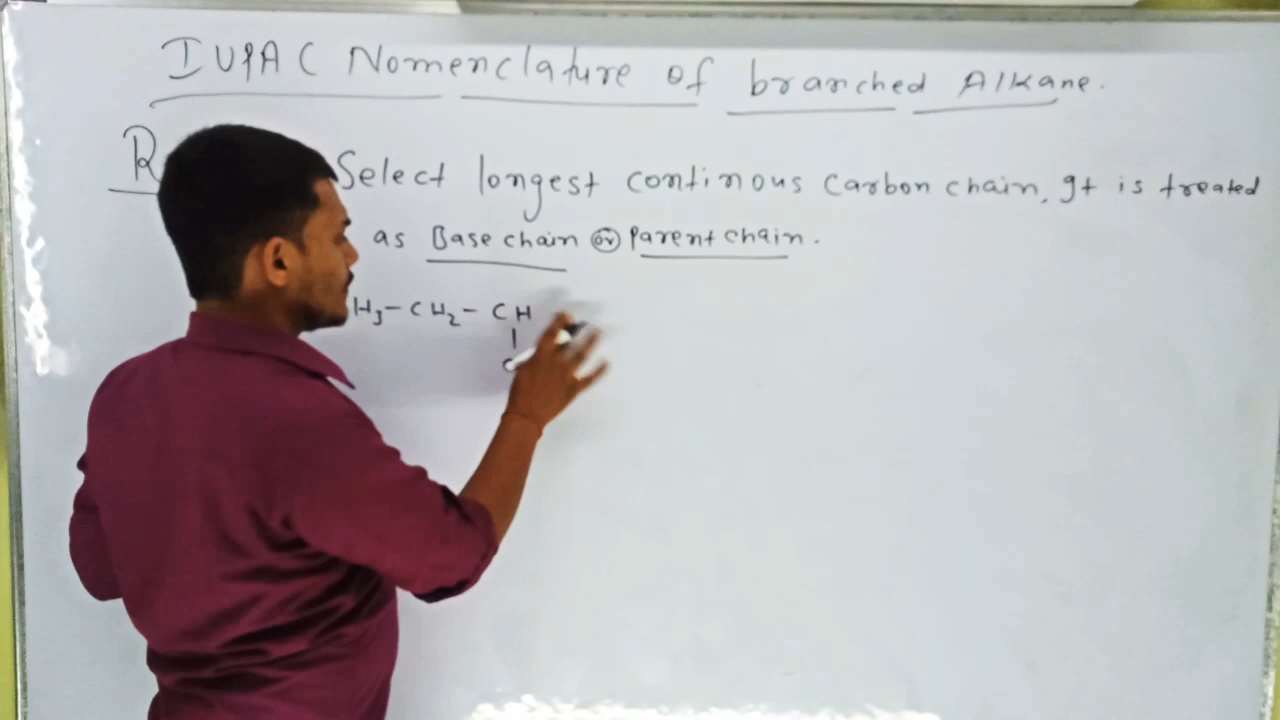 IUPAC Nomenclature of branched Alkane.
R Select longest continous carbon chain, It is treated
as Base chain or Parent chain.
H₃-CH₂-CH
|